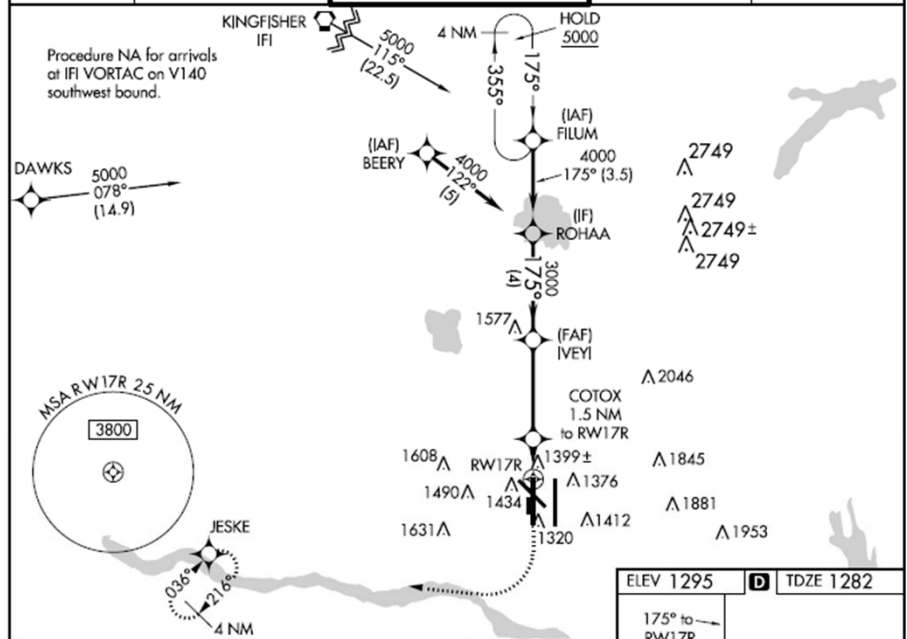 KINGFISHER
IFI
5000
115°
(22.5)
4 NM
HOLD
5000
355°
175°
Procedure NA for arrivals
at IFI VORTAC on V140
southwest bound.
(IAF)
FILUM
(IAF)
BEERY
4000
122°
(5)
4000
175° (3.5)
DAWKS
5000
078°
(14.9)
2749
2749
2749±
2749
(IF)
ROHAA
3000
175°
(4)
1577
(FAF)
IVEYI
2046
MSA RW17R 25 NM
3800
COTOX
1.5 NM
to RW17R
1608
RW17R
1399±
1845
1490
1434
1376
1881
1631
1320
1412
1953
JESKE
036°
216°
4 NM
ELEV 1295
D
TDZE 1282
175° to
RW17R